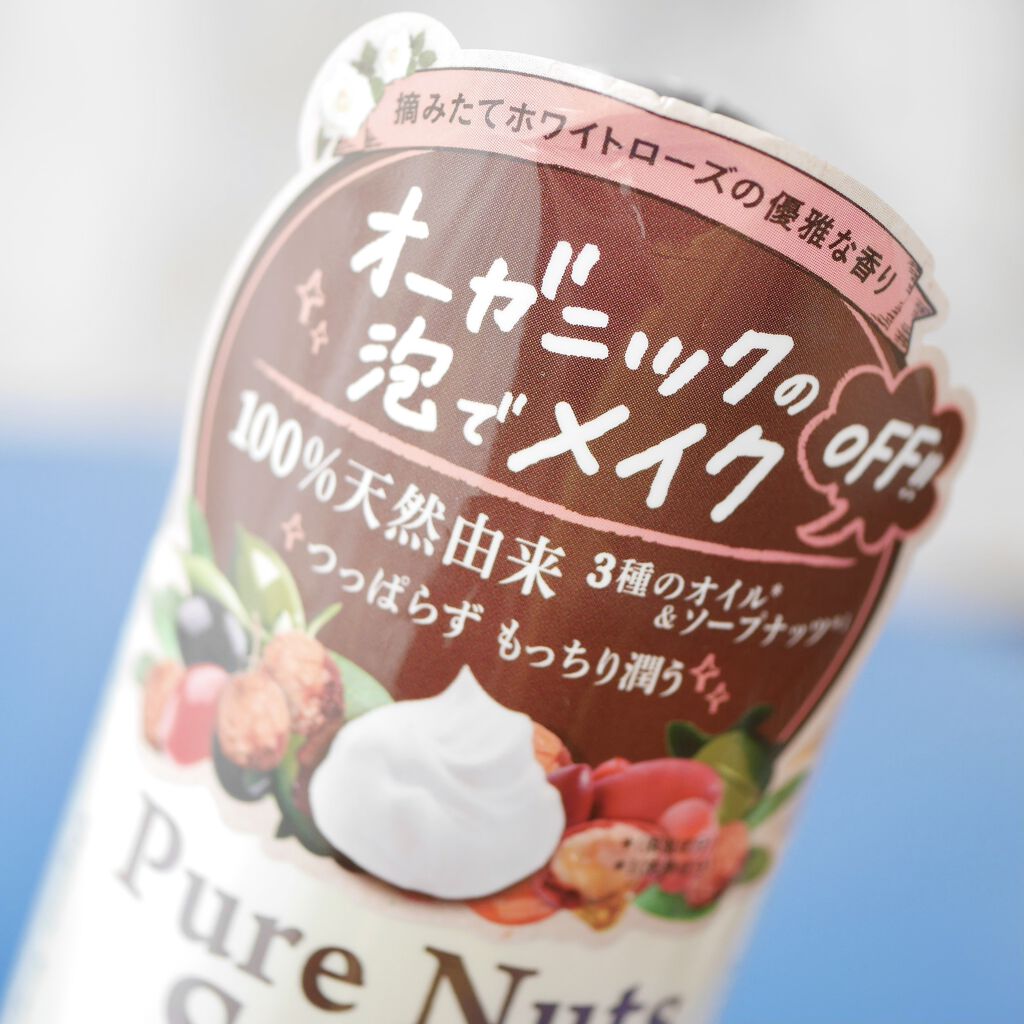 摘みたてホワイトローズの優雅な香り
オーガニックの
泡でメイク
OFF!!
100%天然由来 3種のオイル*
&ソープナッツ
つっぱらず もっちり潤う
Pure Nuts